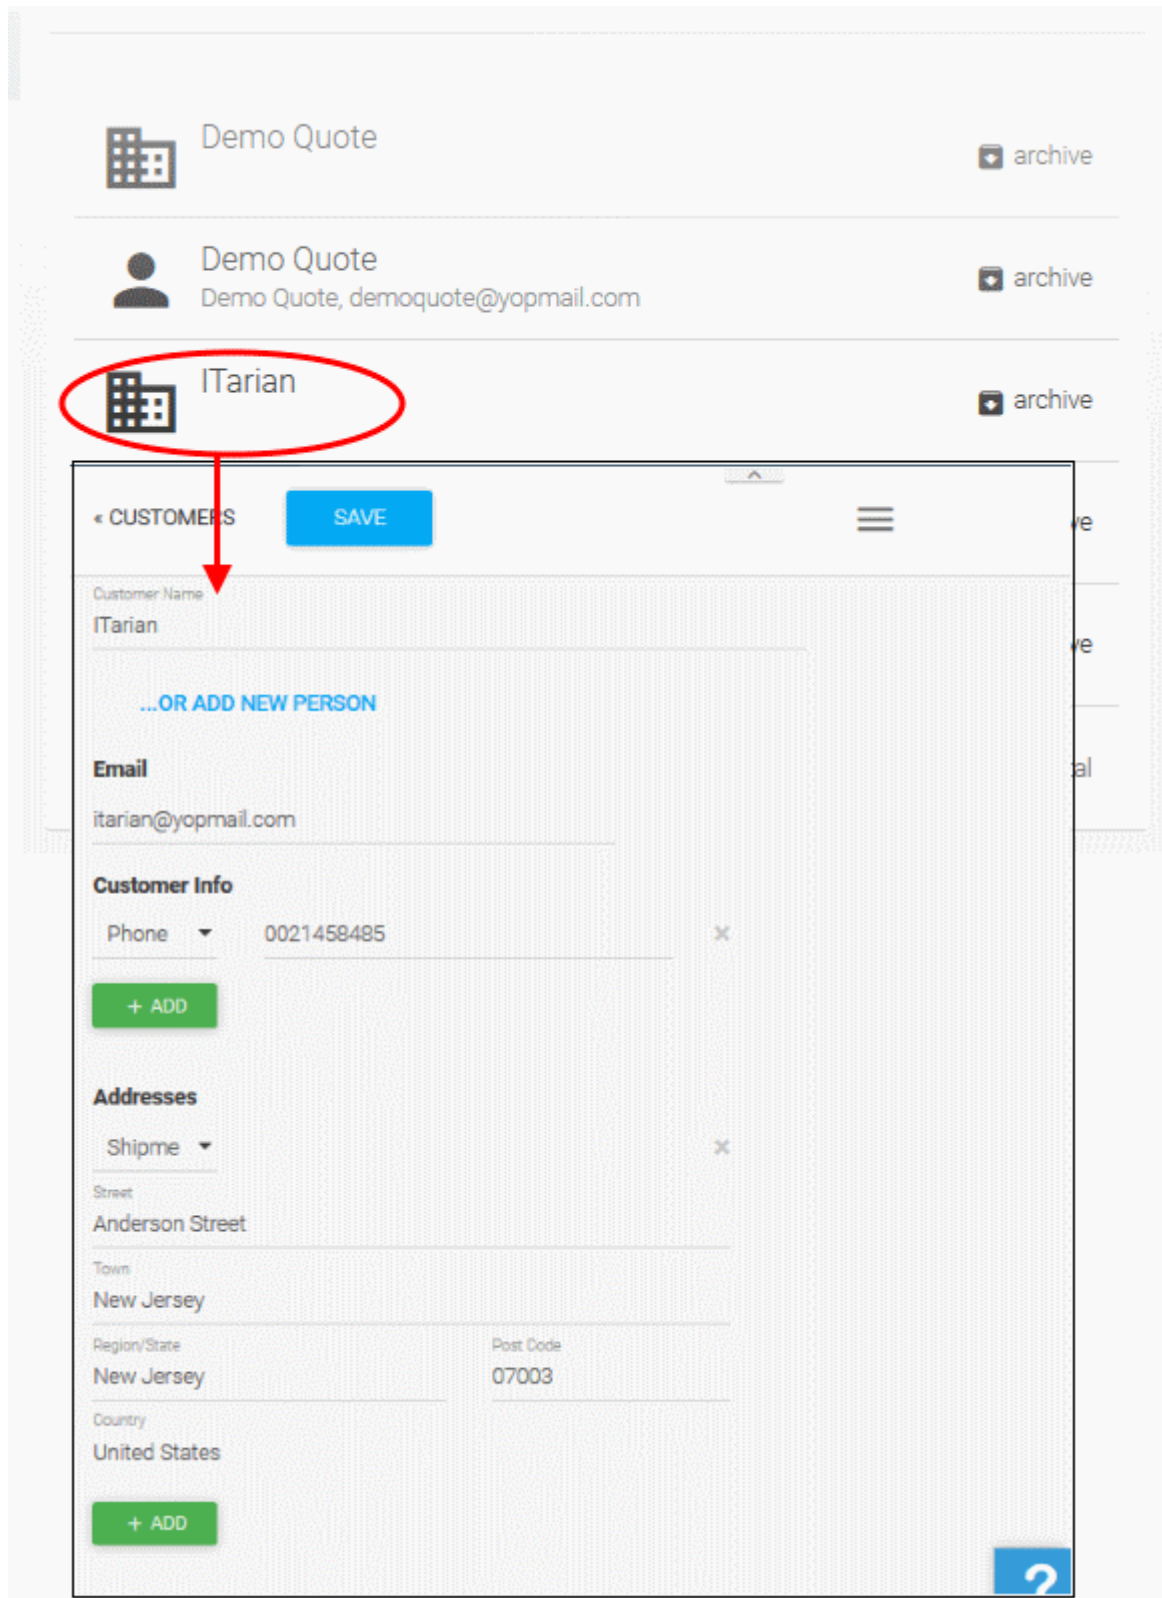 Demo Quote
archive
Demo Quote
Demo Quote, demoquote@yopmail.com
archive
ITarian
archive
« CUSTOMERS
SAVE
Customer Name
ITarian
...OR ADD NEW PERSON
Email
itarian@yopmail.com
Customer Info
Phone
0021458485
+ ADD
Addresses
Shipme
Street
Anderson Street
Town
New Jersey
Region/State
Post Code
New Jersey
07003
Country
United States
+ ADD
?